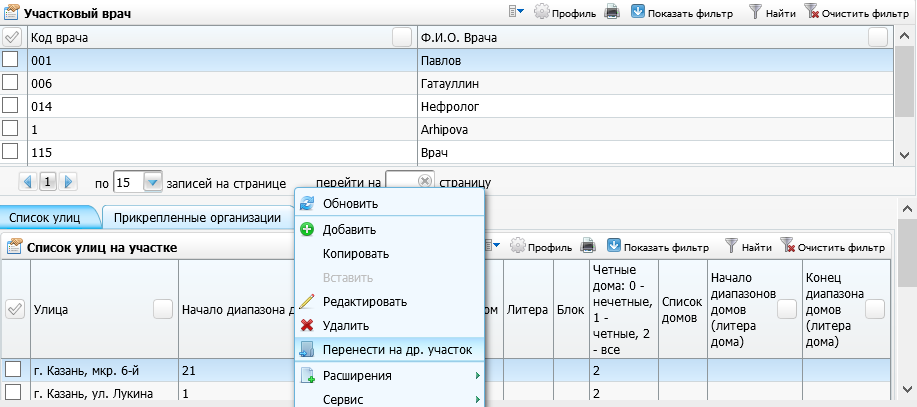 Участковый врач
Профиль Показать фильтр Найти Очистить фильтр
Код врача Ф.И.О. Врача
001 Павлов
006 Гатауллин
014 Нефролог
1 Arhipova
115 Врач
1 по 15 записей на странице перейти на страницу
Список улиц Прикрепленные организации
Список улиц на участке
Профиль Показать фильтр Найти Очистить фильтр
Обновить
Добавить
Копировать
Вставить
Редактировать
Удалить
Перенести на др. участок
Расширения
Сервис
Улица
Начало диапазона д
ом
Литера
Блок
Четные
дома: 0 -
нечетные,
1 -
четные, 2
- все
Список
домов
Начало
диапазонов
домов
(литера
дома)
Конец
диапазона
домов
(литера
дома)
г. Казань, мкр. 6-й 21 2
г. Казань, ул. Лукина 1 2